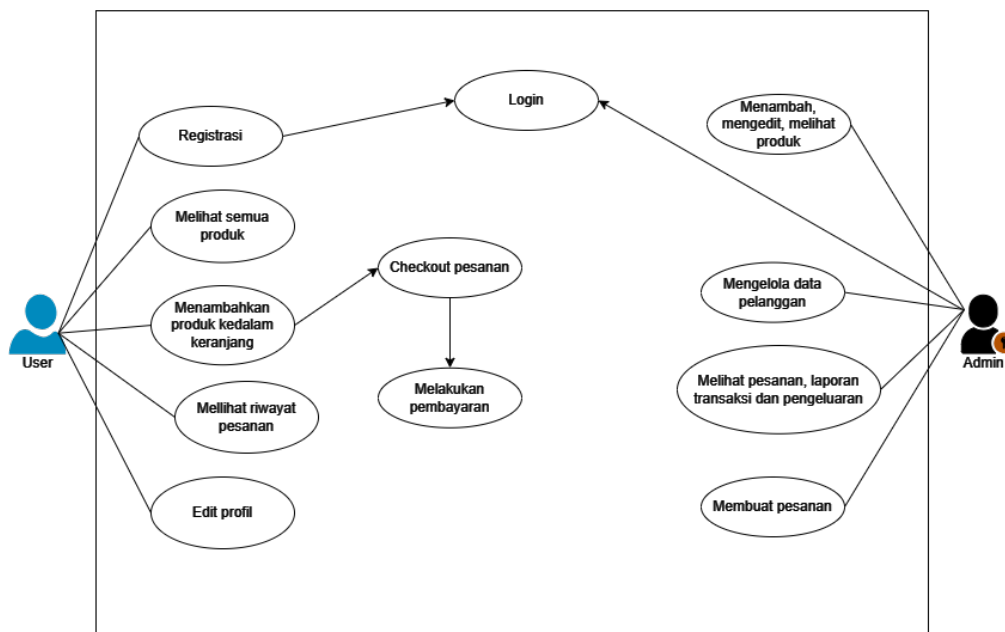 Login
Registrasi
Menambah,
mengedit, melihat
produk
Melihat semua
produk
Checkout pesanan
Mengelola data
pelanggan
Menambahkan
produk kedalam
keranjang
User
Admin
Melihat pesanan, laporan
transaksi dan pengeluaran
Melakukan
pembayaran
Mellihat riwayat
pesanan
Edit profil
Membuat pesanan